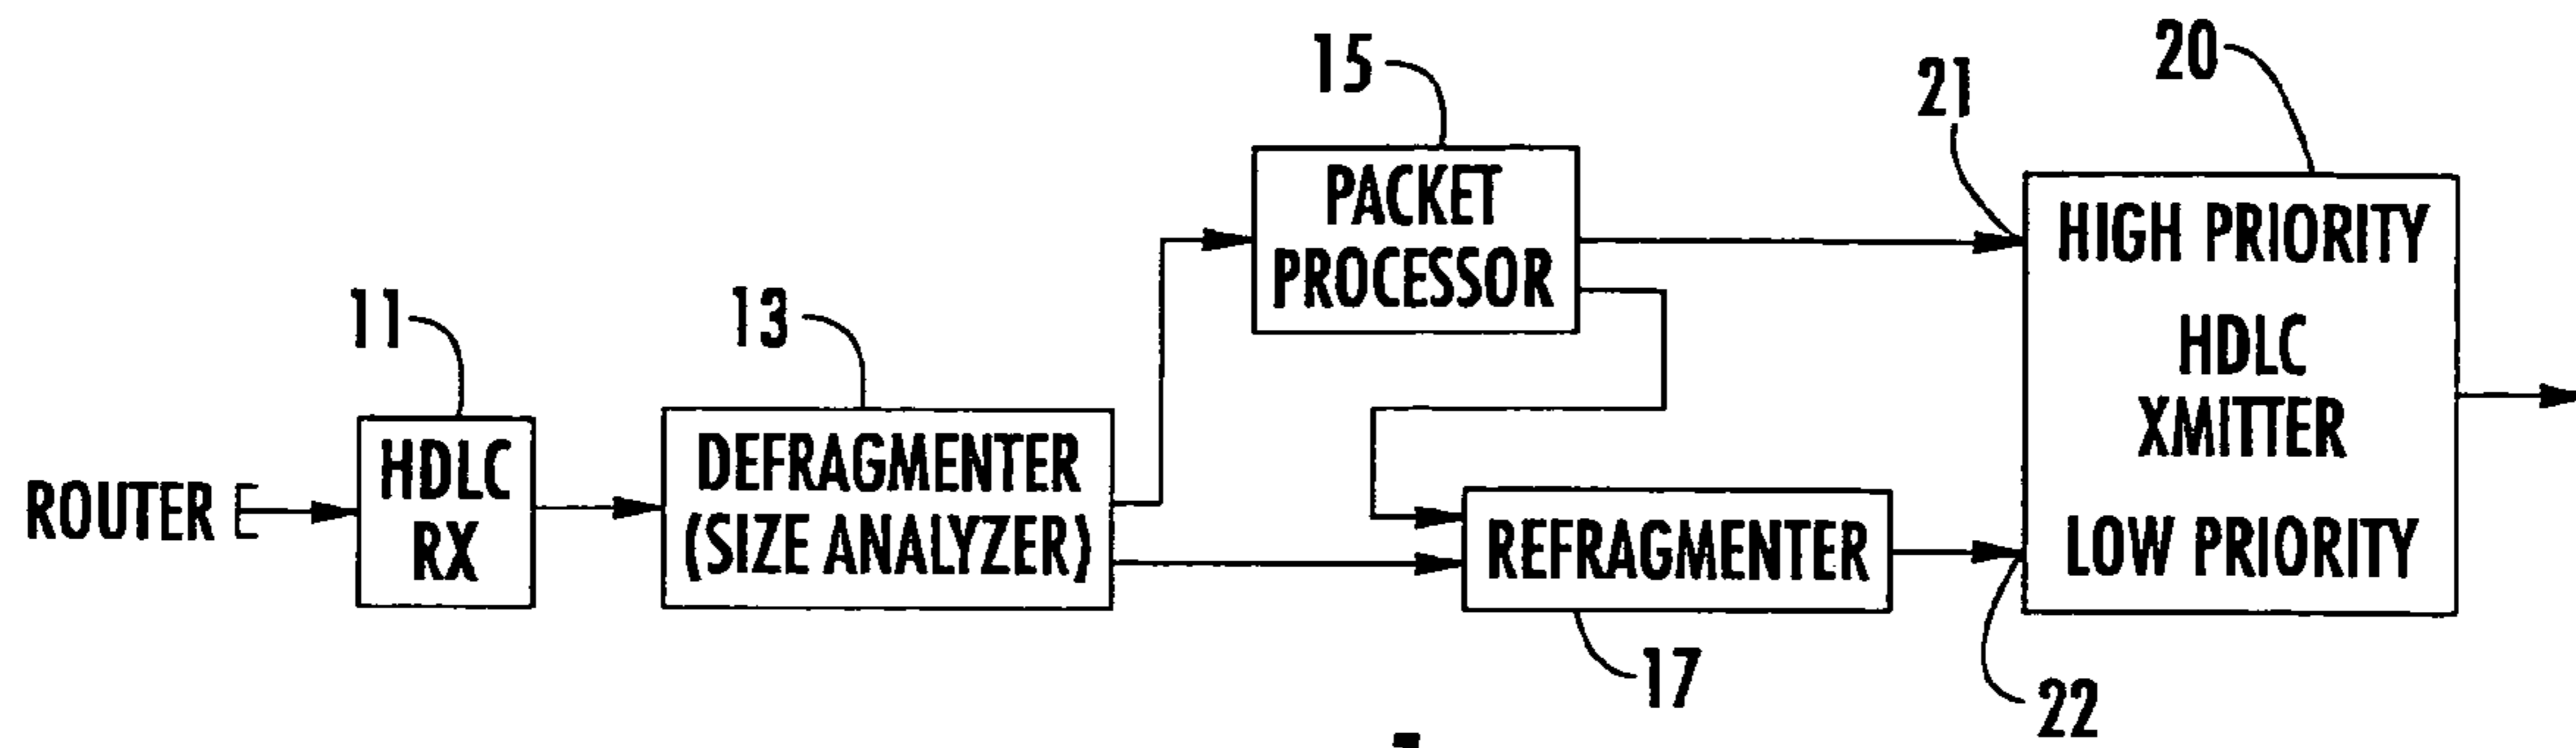 15
21
20
PACKET
PROCESSOR
HIGH PRIORITY
HDLC
XMITTER
LOW PRIORITY
11
13
ROUTER
HDLC
RX
DEFRAGMENTER
(SIZE ANALYZER)
REFRAGMENTER
17
22